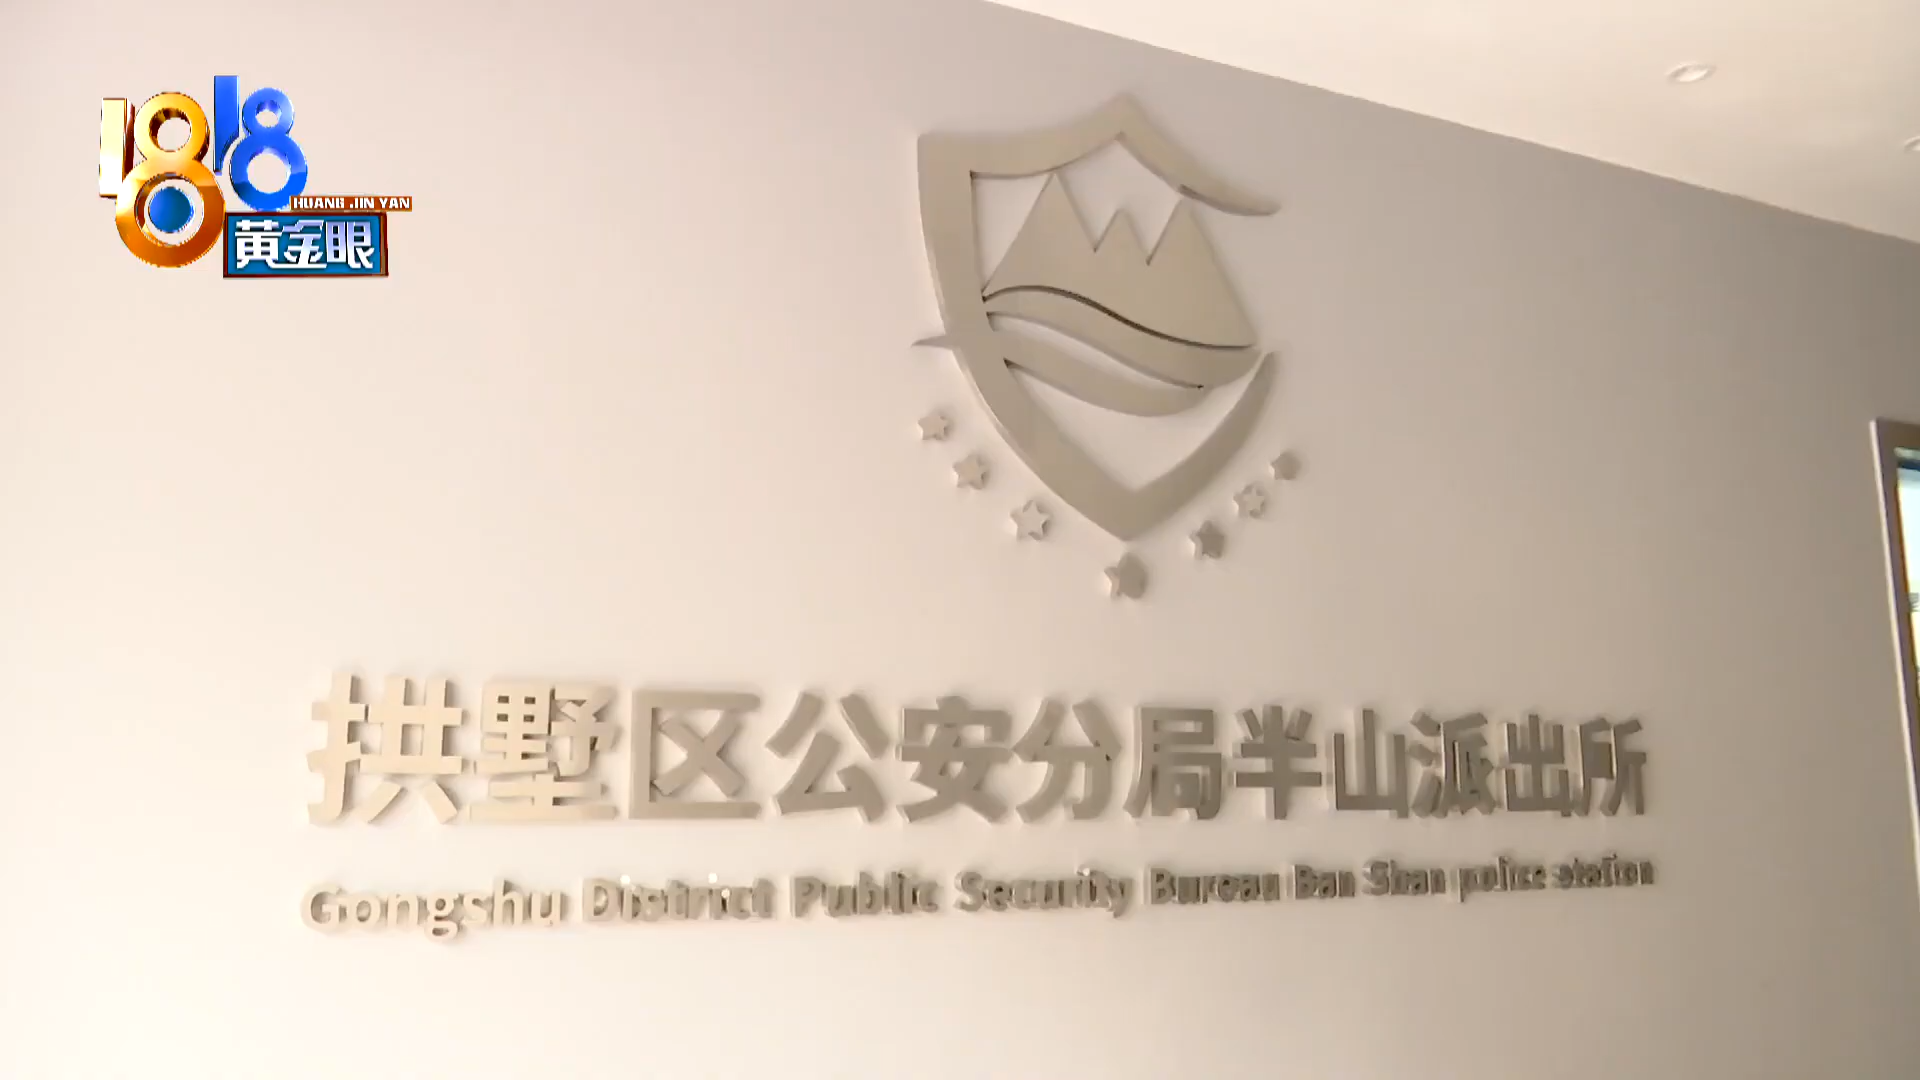 1818
HUANG JIN YAN
黄金眼
拱墅区公安分局半山派出所
Gongshu District Public Security Bureau Ban Shan police station